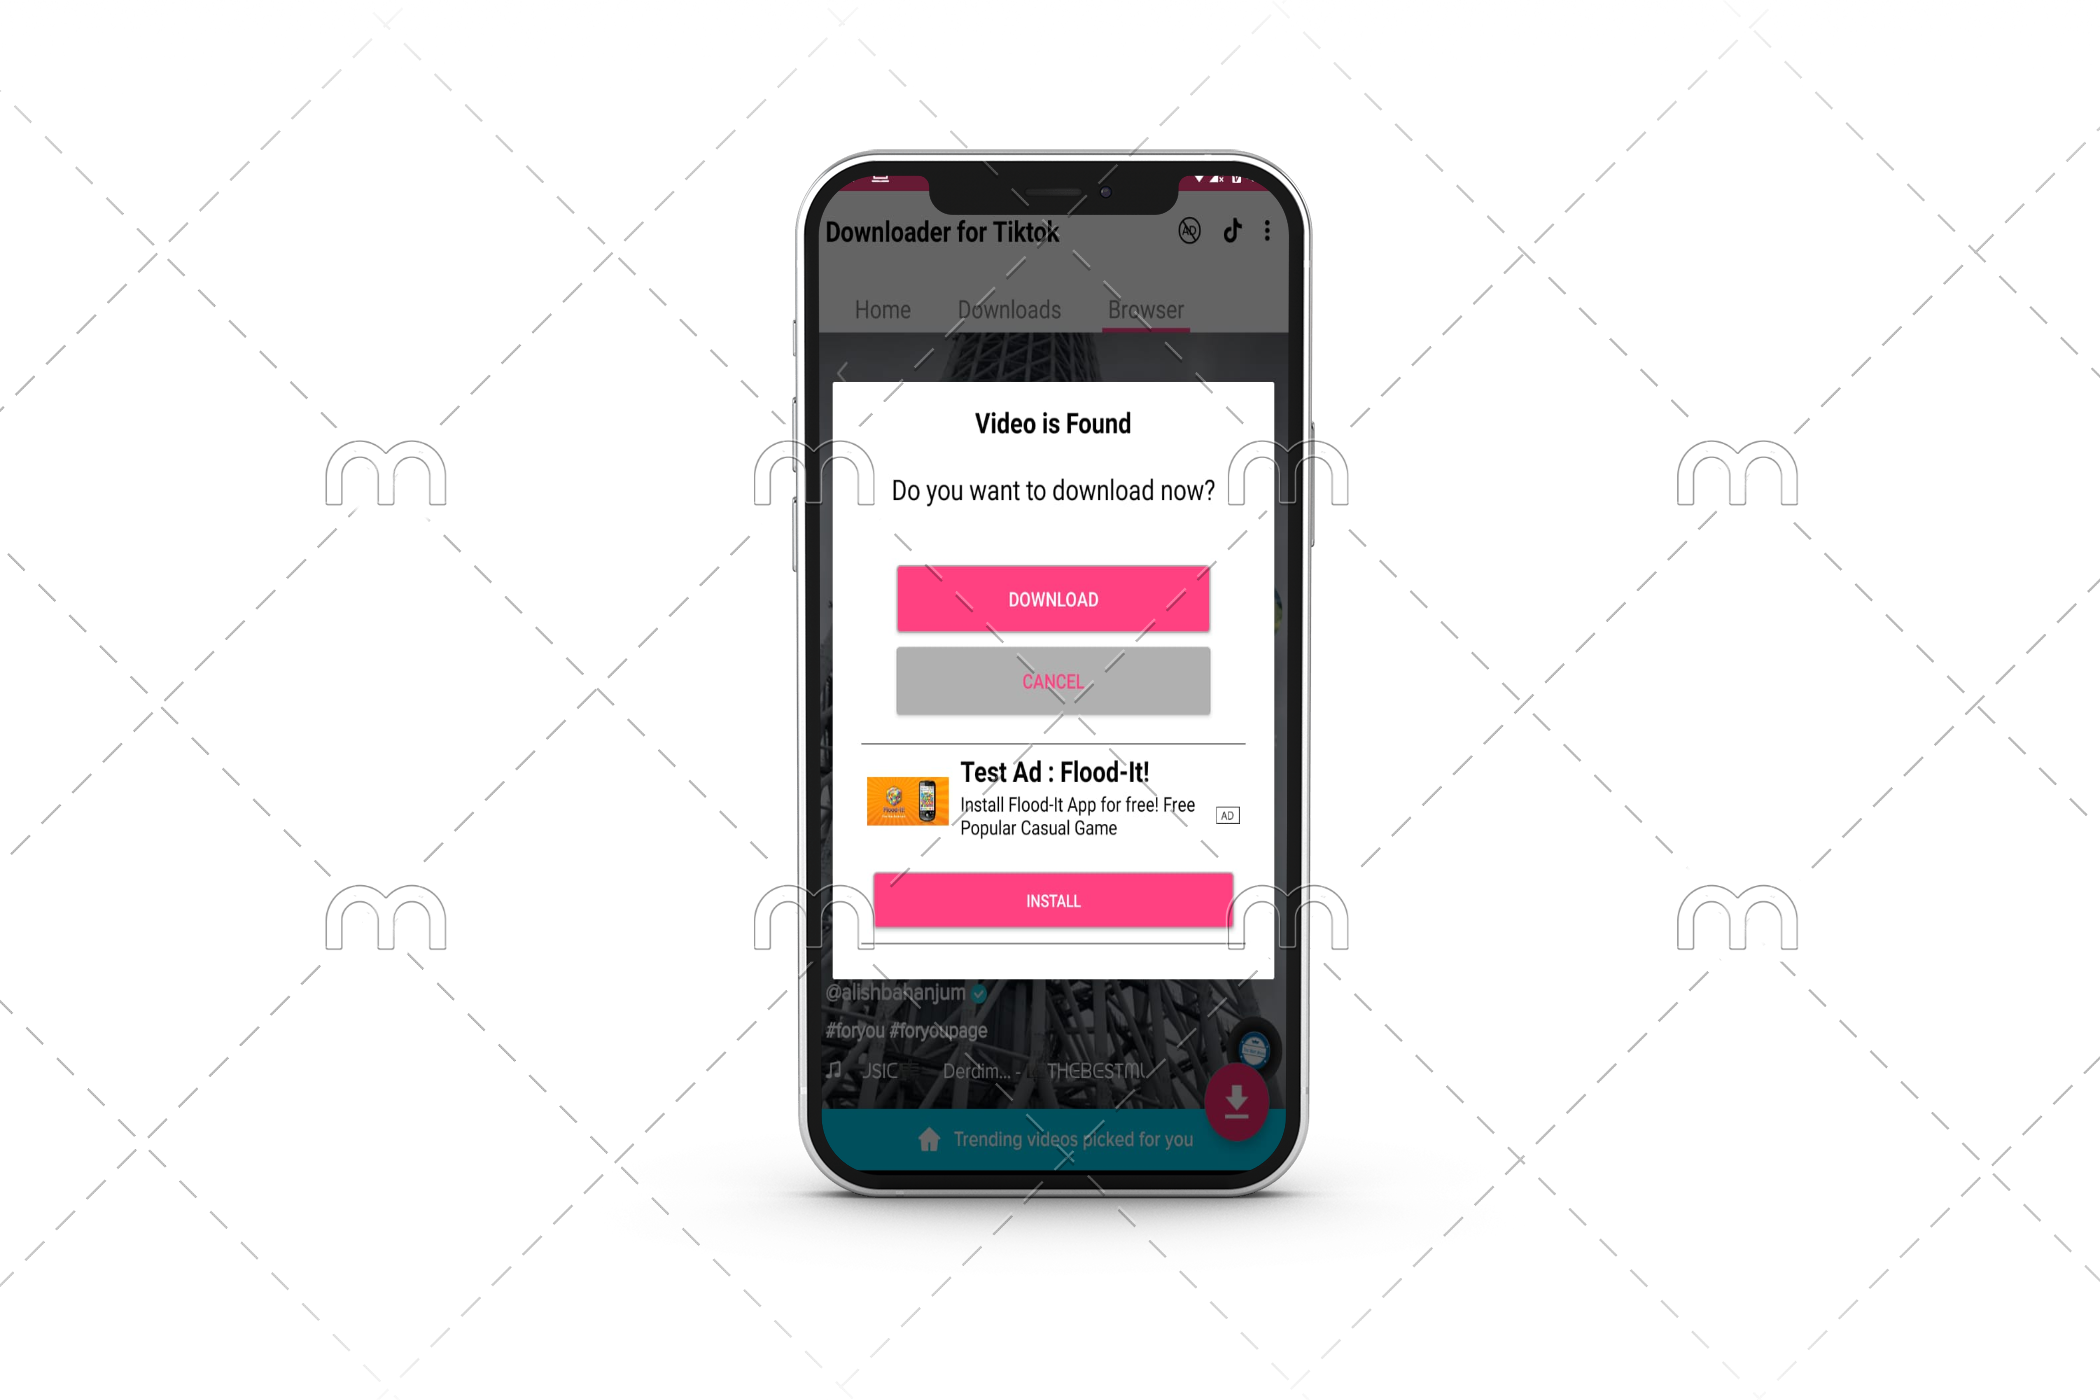 Downloader for Tiktok
AD
Home Downloads Browser
Video is Found
Do you want to download now?
DOWNLOAD
CANCEL
Test Ad : Flood-It!
Install Flood-It App for free! Free
Popular Casual Game
AD
INSTALL
@alishbahanjum
#foryou #foryoupage
JSIC Derdim... - THEBESTMU
Trending videos picked for you